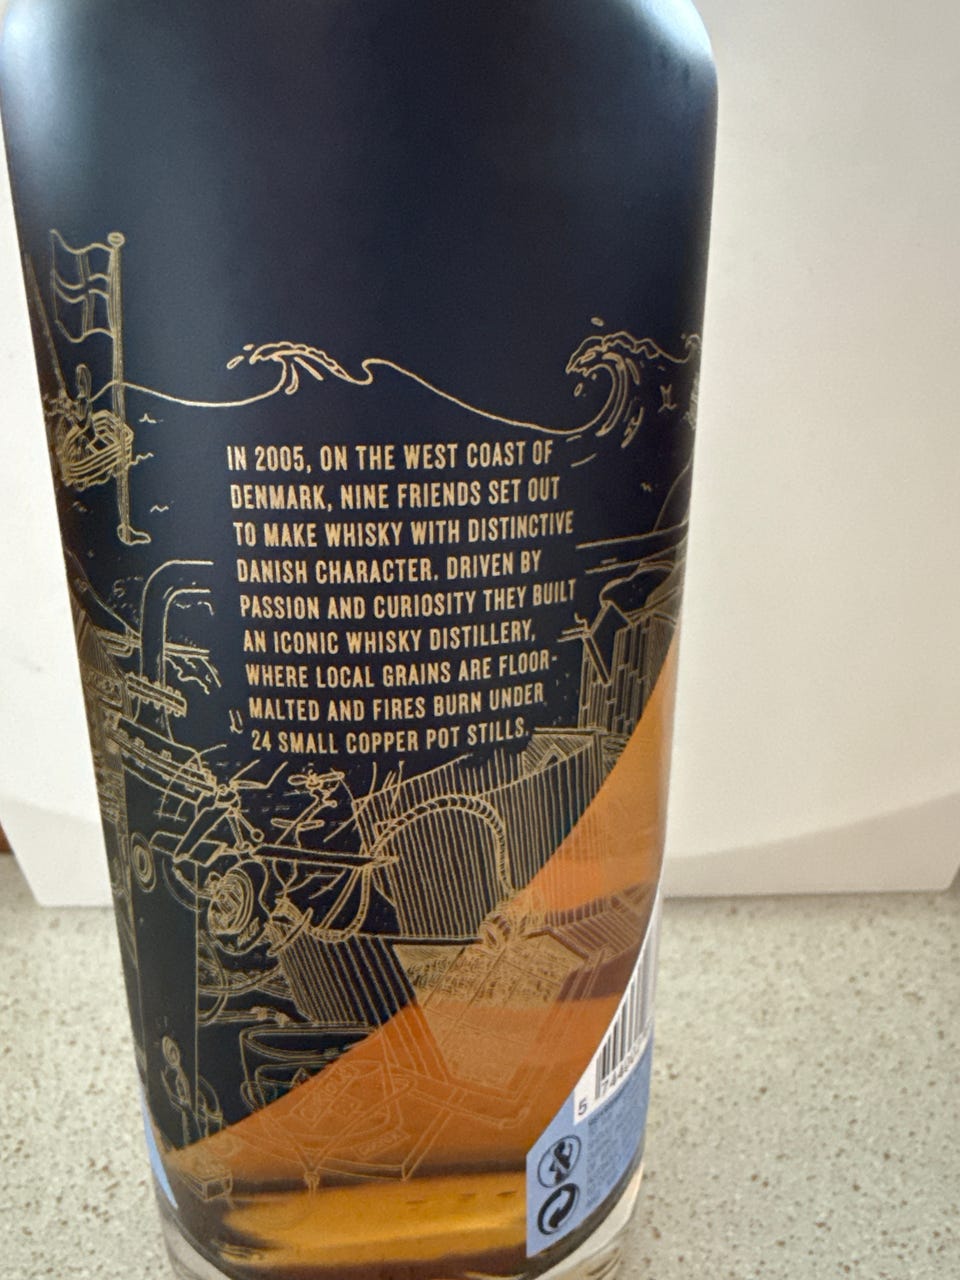 IN 2005, ON THE WEST COAST OF
DENMARK, NINE FRIENDS SET OUT
TO MAKE WHISKY WITH DISTINCTIVE
DANISH CHARACTER. DRIVEN BY
PASSION AND CURIOSITY THEY BUILT
AN ICONIC WHISKY DISTILLERY,
WHERE LOCAL GRAINS ARE FLOOR-
MALTED AND FIRES BURN UNDER
24 SMALL COPPER POT STILLS.
5